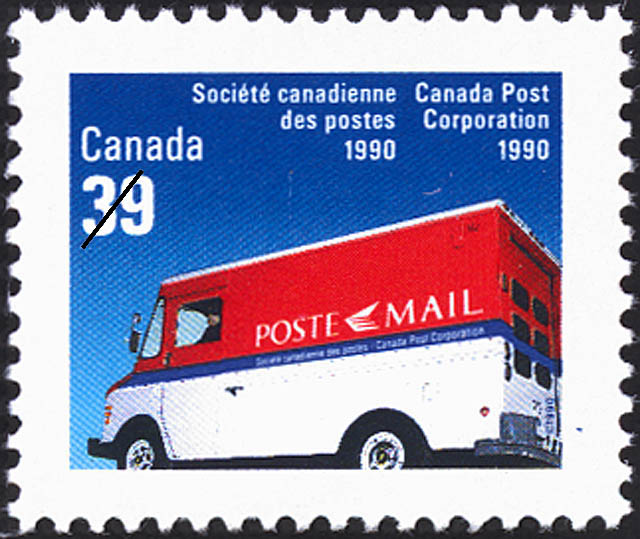 Société canadienne
des postes
1990
Canada Post
Corporation
1990
Canada
39
POSTE MAIL
Société canadienne des postes · Canada Post Corporation
©1990